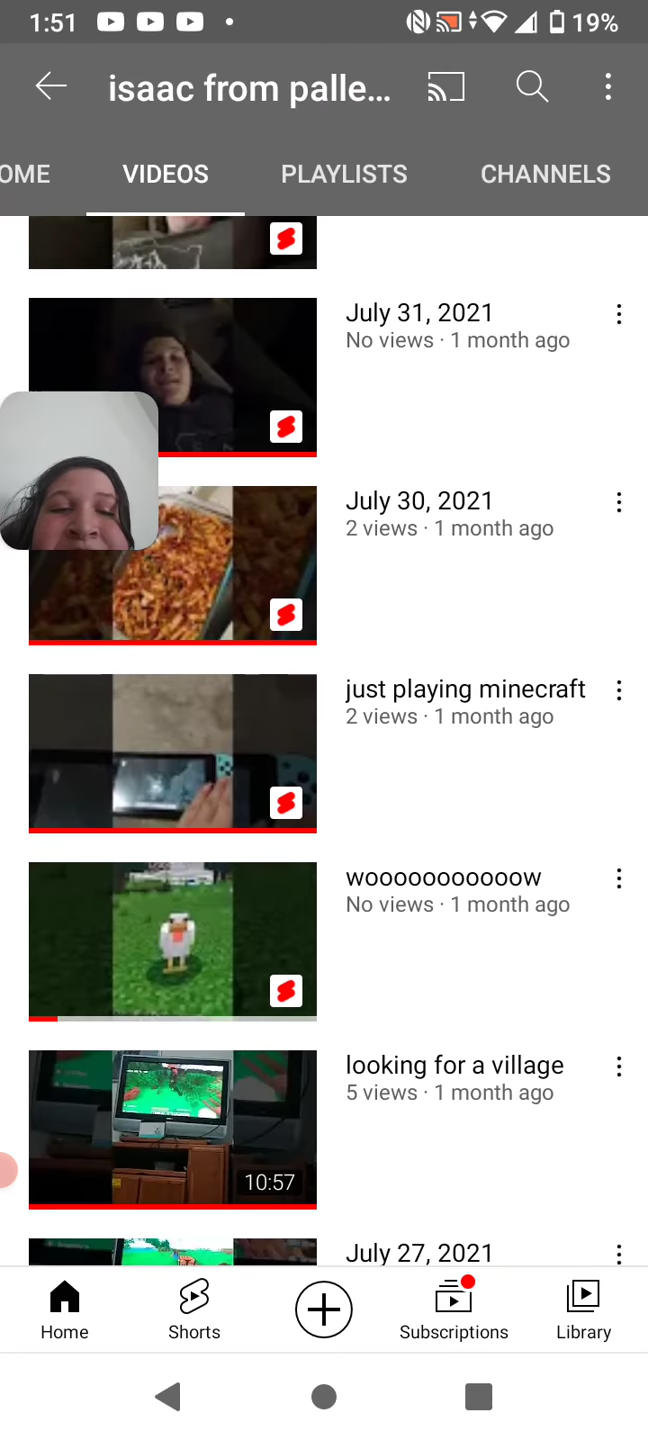 1:51
19%
isaac from palle...
OME
VIDEOS
PLAYLISTS
CHANNELS
July 31, 2021
No views · 1 month ago
July 30, 2021
2 views · 1 month ago
just playing minecraft
2 views · 1 month ago
wooooooooooow
No views · 1 month ago
looking for a village
5 views · 1 month ago
10:57
July 27, 2021
Home
Shorts
Subscriptions
Library